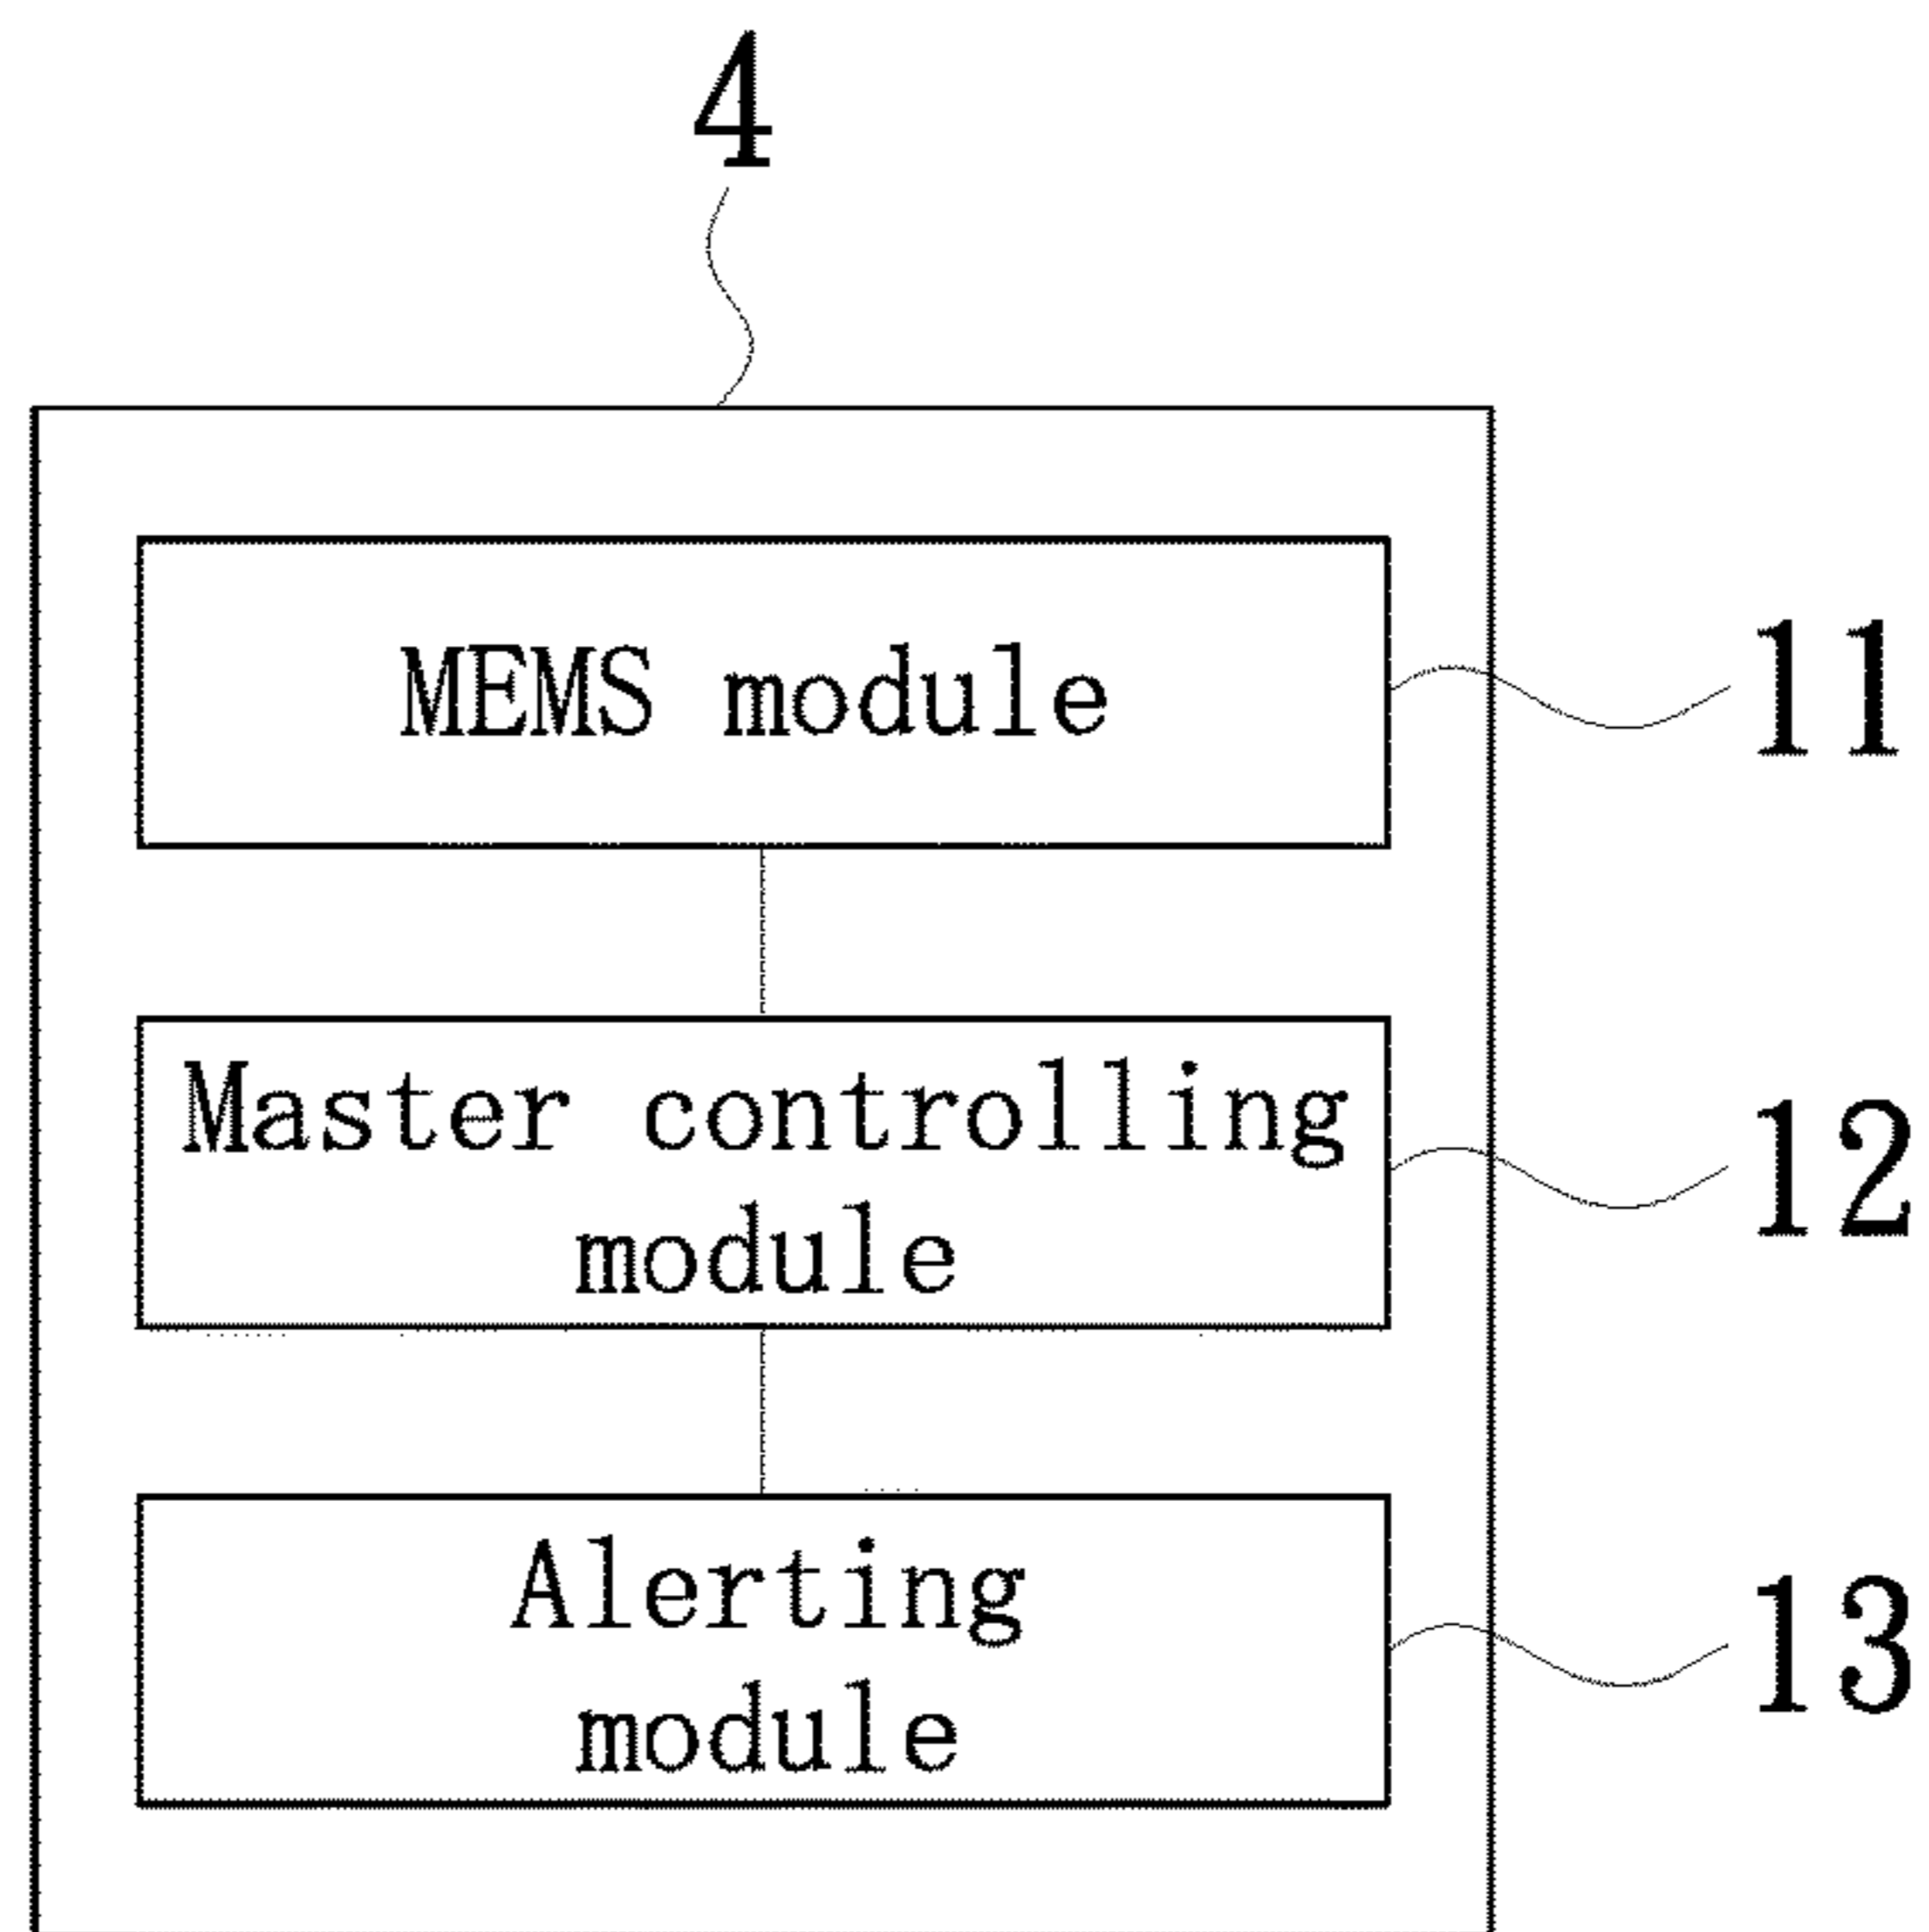 4
MEMS module
11
Master controlling
module
12
Alerting
module
13